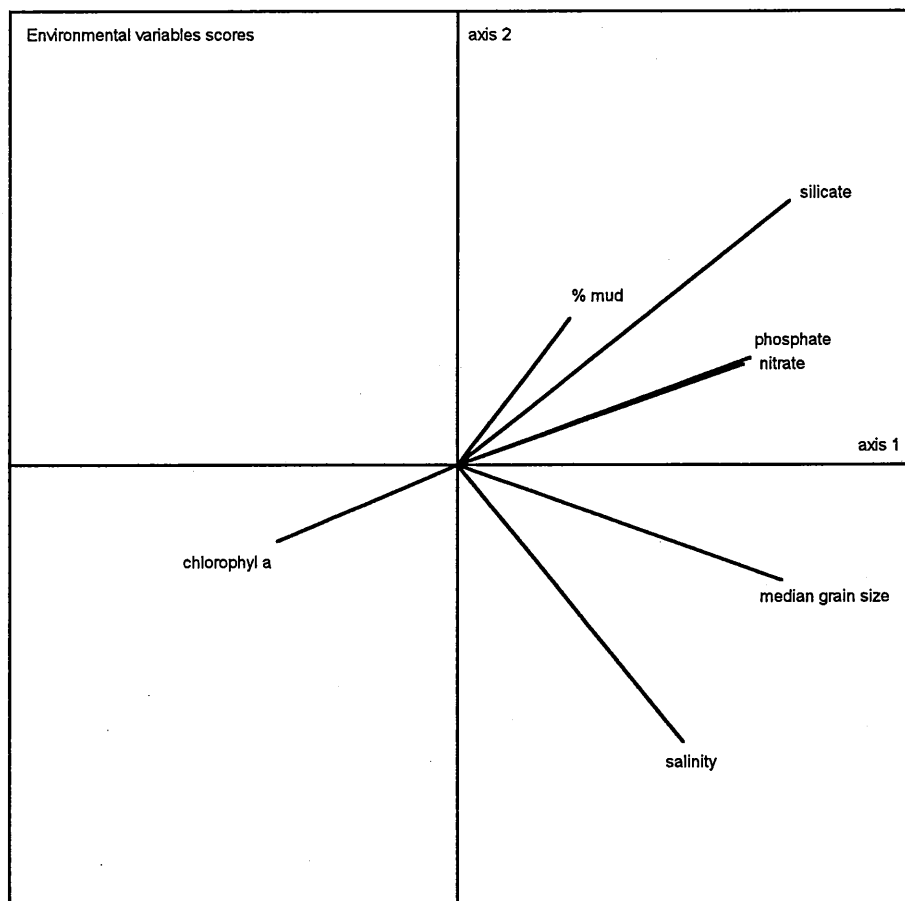 Environmental variables scores
axis 2
silicate
% mud
phosphate
nitrate
axis 1
chlorophyl a
median grain size
salinity